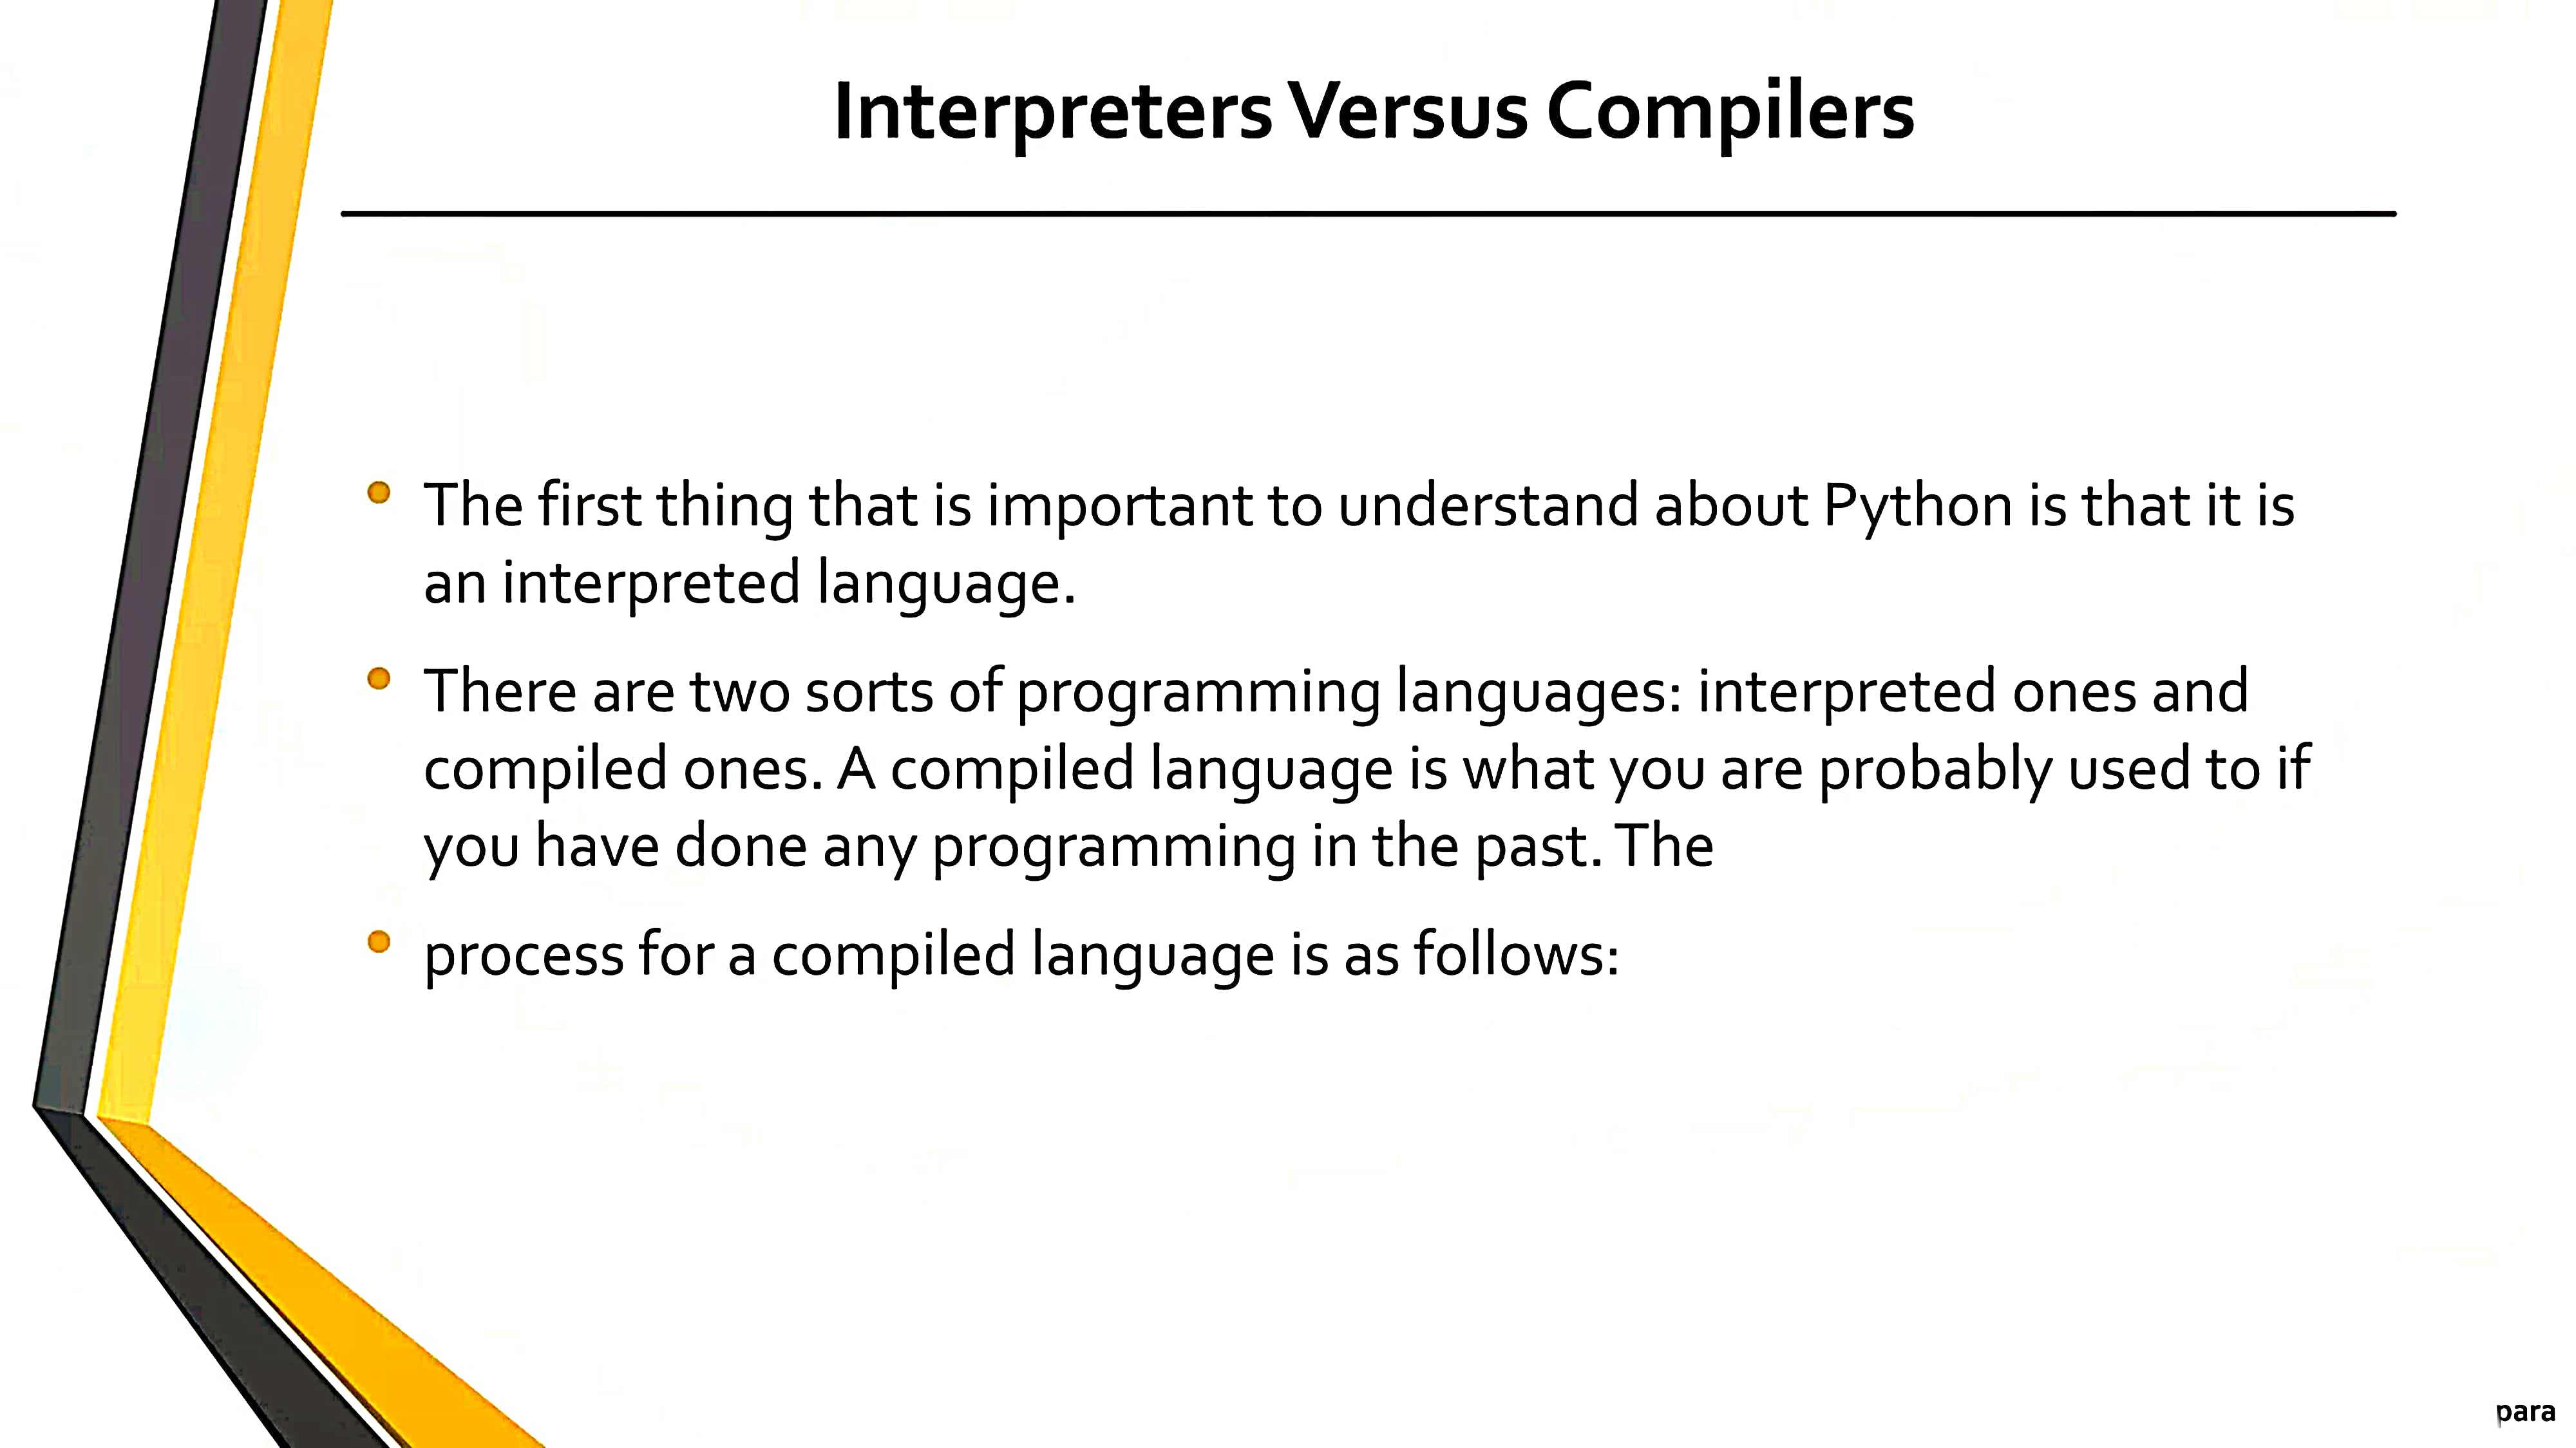 Interpreters Versus Compilers
• The first thing that is important to understand about Python is that it is
an interpreted language.
• There are two sorts of programming languages: interpreted ones and
compiled ones. A compiled language is what you are probably used to if
you have done any programming in the past. The
• process for a compiled language is as follows:
para